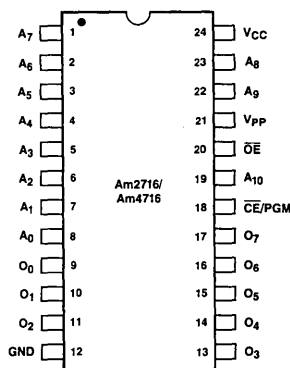 A7 1 24 VCC
A6 2 23 A8
A5 3 22 A9
A4 4 21 VPP
A3 5 20 O̅E̅
A2 6 19 A10
Am2716/
Am4716
A1 7 18 C̅E̅/PGM
A0 8 17 O7
O0 9 16 O6
O1 10 15 O5
O2 11 14 O4
GND 12 13 O3